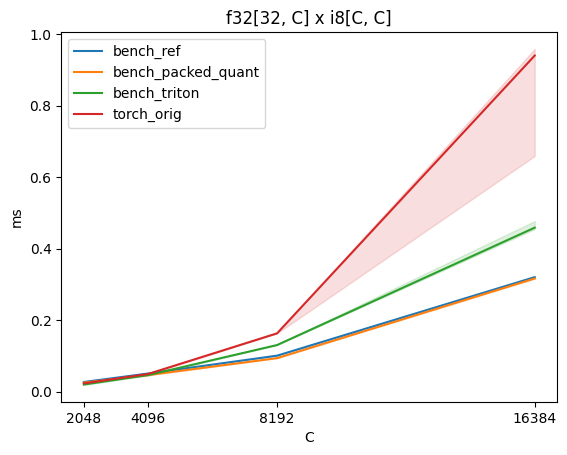 f32[32, C] x i8[C, C]
bench_ref
bench_packed_quant
bench_triton
torch_orig
1.0
0.8
0.6
0.4
0.2
0.0
ms
2048 4096 8192 16384
C